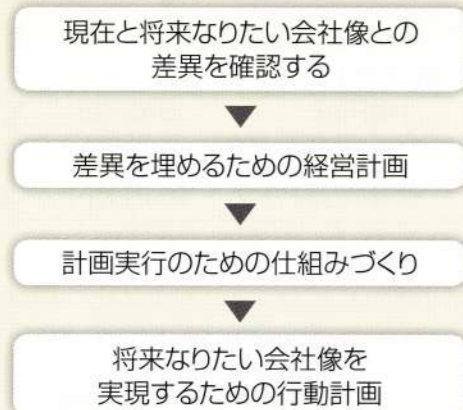 現在と将来なりたい会社像との
差異を確認する
差異を埋めるための経営計画
計画実行のための仕組みづくり
将来なりたい会社像を
実現するための行動計画